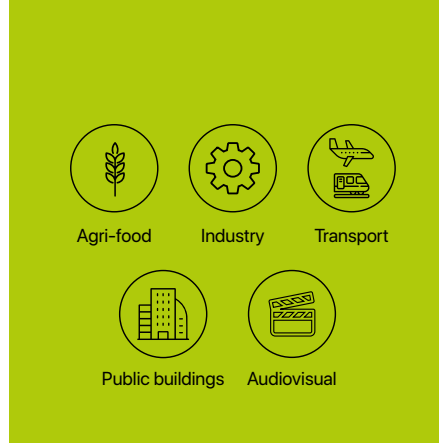 Agri-food
Industry
Transport
Public buildings
Audiovisual